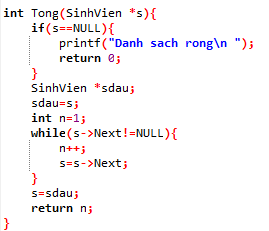 int Tong(SinhVien *s){
    if(s==NULL){
        printf("Danh sach rong\n ");
        return 0;
    }
    SinhVien *sdau;
    sdau=s;
    int n=1;
    while(s->Next!=NULL){
        n++;
        s=s->Next;
    }
    s=sdau;
    return n;
}